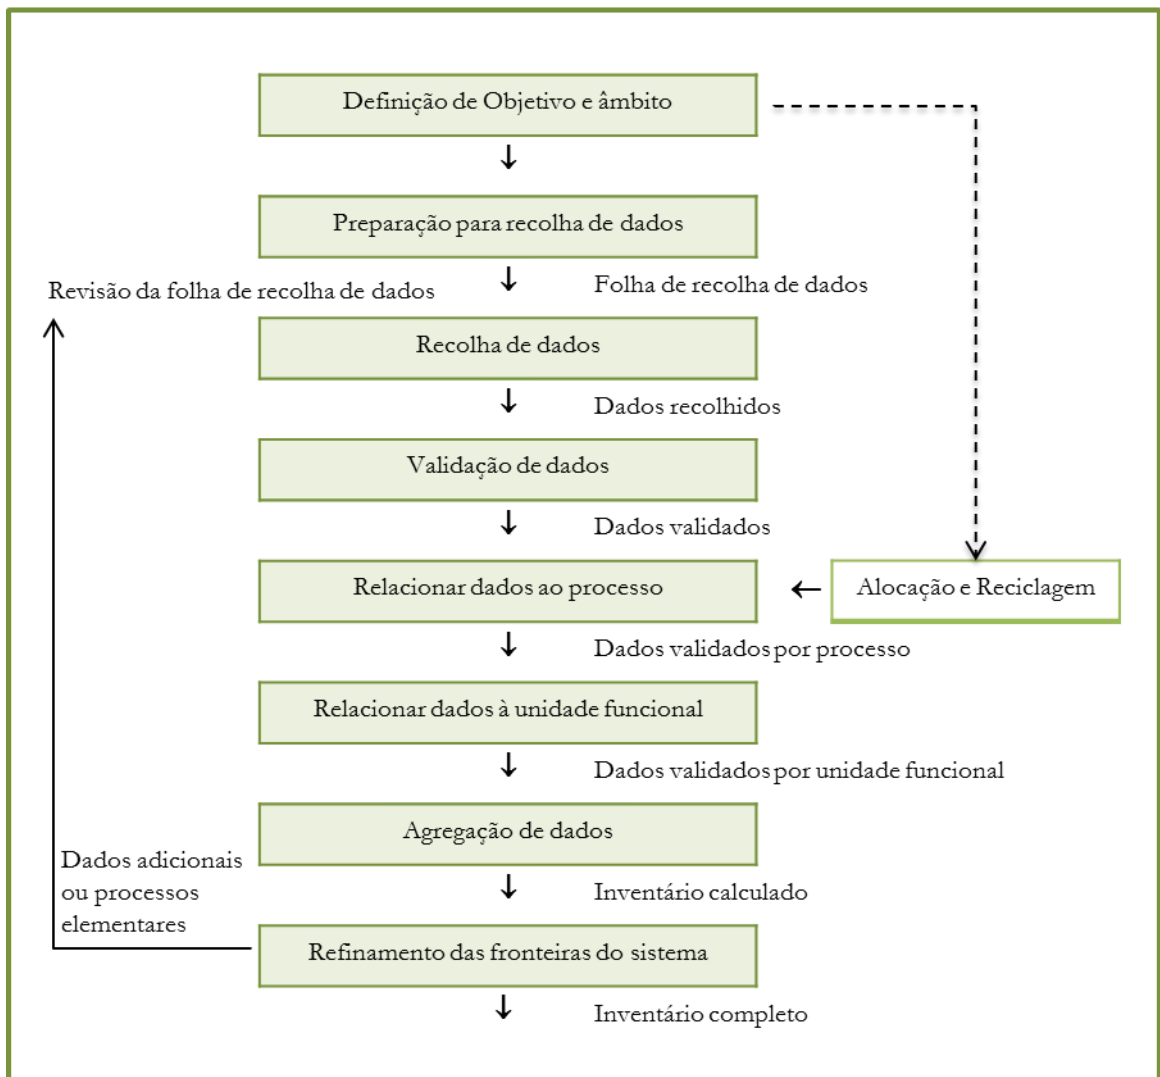 Definição de Objetivo e âmbito
Preparação para recolha de dados
Revisão da folha de recolha de dados
Folha de recolha de dados
Recolha de dados
Dados recolhidos
Validação de dados
Dados validados
Relacionar dados ao processo
Alocação e Reciclagem
Dados validados por processo
Relacionar dados à unidade funcional
Dados validados por unidade funcional
Agregação de dados
Dados adicionais
ou processos
elementares
Inventário calculado
Refinamento das fronteiras do sistema
Inventário completo